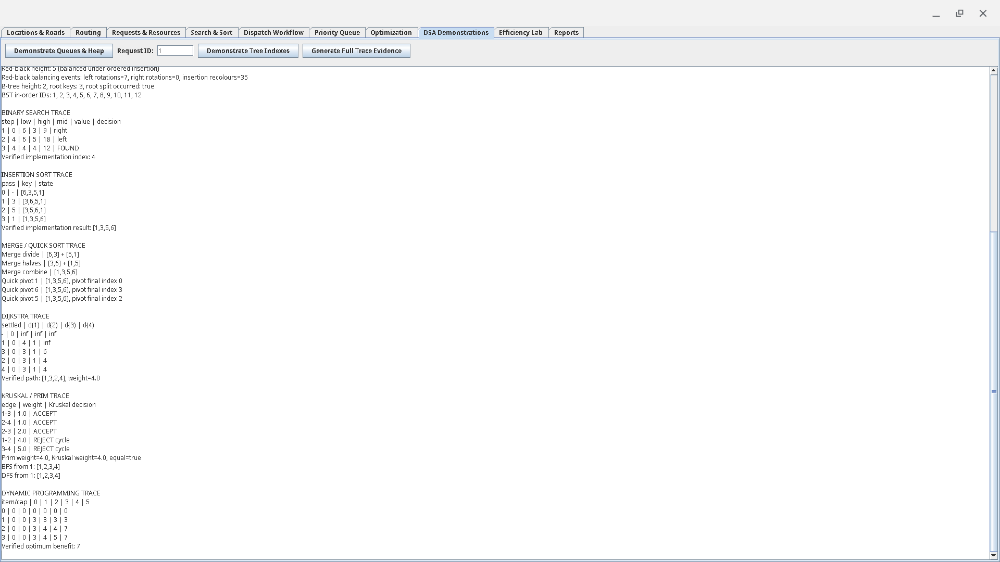 Locations & Roads
Routing
Requests & Resources
Search & Sort
Dispatch Workflow
Priority Queue
Optimization
DSA Demonstrations
Efficiency Lab
Reports
Demonstrate Queues & Heap
Request ID: 1
Demonstrate Tree Indexes
Generate Full Trace Evidence
Red-black height: 5 (balanced under ordered insertion)
Red-black balancing events: left rotations=7, right rotations=0, insertion recolours=35
B-tree height: 2, root keys: 3, root split occurred: true
BST in-order IDs: 1, 2, 3, 4, 5, 6, 7, 8, 9, 10, 11, 12
BINARY SEARCH TRACE
step | low | high | mid | value | decision
1 | 0 | 6 | 3 | 9 | right
2 | 4 | 6 | 5 | 18 | left
3 | 4 | 4 | 4 | 12 | FOUND
Verified implementation index: 4
INSERTION SORT TRACE
pass | key | state
0 | - | [6,3,5,1]
1 | 3 | [3,6,5,1]
2 | 5 | [3,5,6,1]
3 | 1 | [1,3,5,6]
Verified implementation result: [1,3,5,6]
MERGE / QUICK SORT TRACE
Merge divide | [6,3] + [5,1]
Merge halves | [3,6] + [1,5]
Merge combine | [1,3,5,6]
Quick pivot 1 | [1,3,5,6], pivot final index 0
Quick pivot 6 | [1,3,5,6], pivot final index 3
Quick pivot 5 | [1,3,5,6], pivot final index 2
DIJKSTRA TRACE
settled | d(1) | d(2) | d(3) | d(4)
- | 0 | inf | inf | inf
1 | 0 | 4 | 1 | inf
3 | 0 | 3 | 1 | 6
2 | 0 | 3 | 1 | 4
4 | 0 | 3 | 1 | 4
Verified path: [1,3,2,4], weight=4.0
KRUSKAL / PRIM TRACE
edge | weight | Kruskal decision
1-3 | 1.0 | ACCEPT
2-4 | 1.0 | ACCEPT
2-3 | 2.0 | ACCEPT
1-2 | 4.0 | REJECT cycle
3-4 | 5.0 | REJECT cycle
Prim weight=4.0, Kruskal weight=4.0, equal=true
BFS from 1: [1,2,3,4]
DFS from 1: [1,2,3,4]
DYNAMIC PROGRAMMING TRACE
item/cap | 0 | 1 | 2 | 3 | 4 | 5
0 | 0 | 0 | 0 | 0 | 0 | 0
1 | 0 | 0 | 3 | 3 | 3 | 3
2 | 0 | 0 | 3 | 4 | 4 | 7
3 | 0 | 0 | 3 | 4 | 5 | 7
Verified optimum benefit: 7